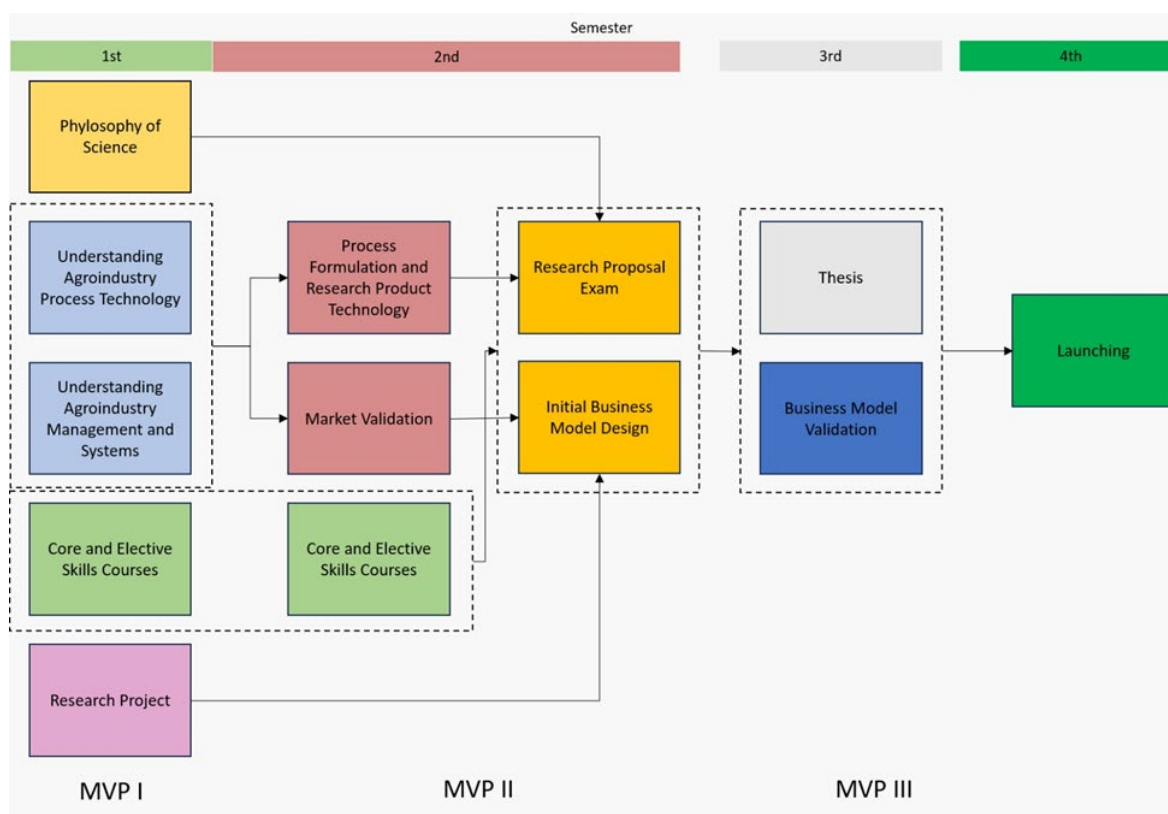 Semester
1st
2nd
3rd
4th
Phylosophy of
Science
Understanding
Agroindustry
Process Technology
Process
Formulation and
Research Product
Technology
Research Proposal
Exam
Thesis
Launching
Understanding
Agroindustry
Management and
Systems
Market Validation
Initial Business
Model Design
Business Model
Validation
Core and Elective
Skills Courses
Core and Elective
Skills Courses
Research Project
MVP I
MVP II
MVP III